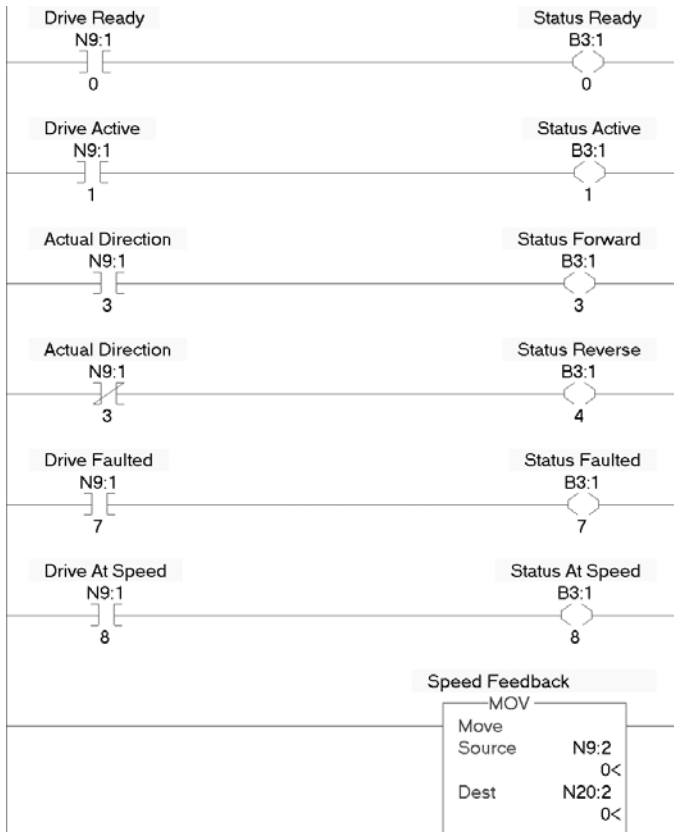 Drive Ready Status Ready
N9:1 B3:1
0 0
Drive Active Status Active
N9:1 B3:1
1 1
Actual Direction Status Forward
N9:1 B3:1
3 3
Actual Direction Status Reverse
N9:1 B3:1
3 4
Drive Faulted Status Faulted
N9:1 B3:1
7 7
Drive At Speed Status At Speed
N9:1 B3:1
8 8
Speed Feedback
MOV
Move
Source N9:2
0<
Dest N20:2
0<